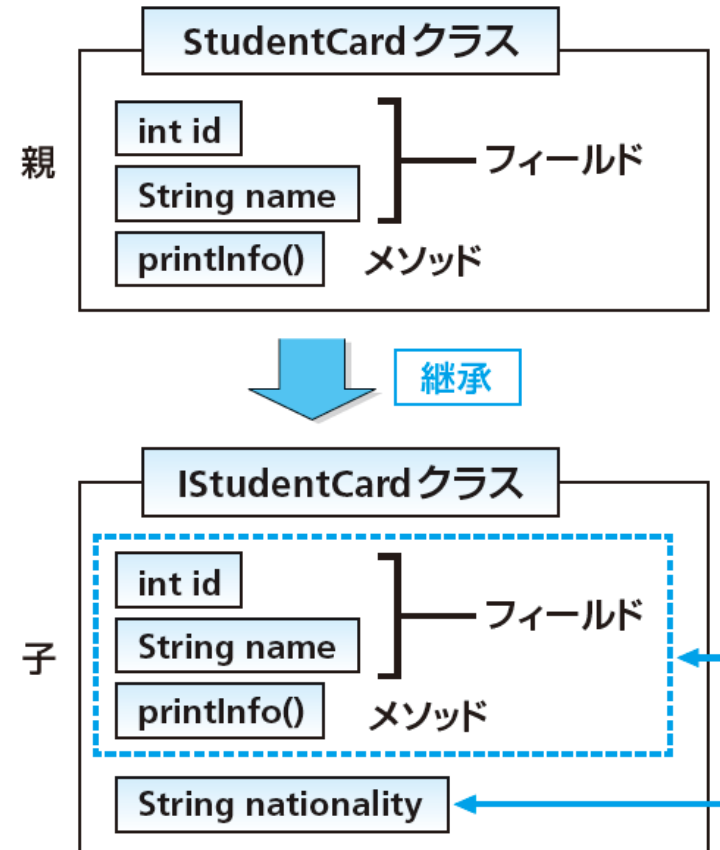 StudentCardクラス
親
int id
String name
フィールド
printInfo()
メソッド
継承
IStudentCardクラス
子
int id
String name
フィールド
printInfo()
メソッド
String nationality